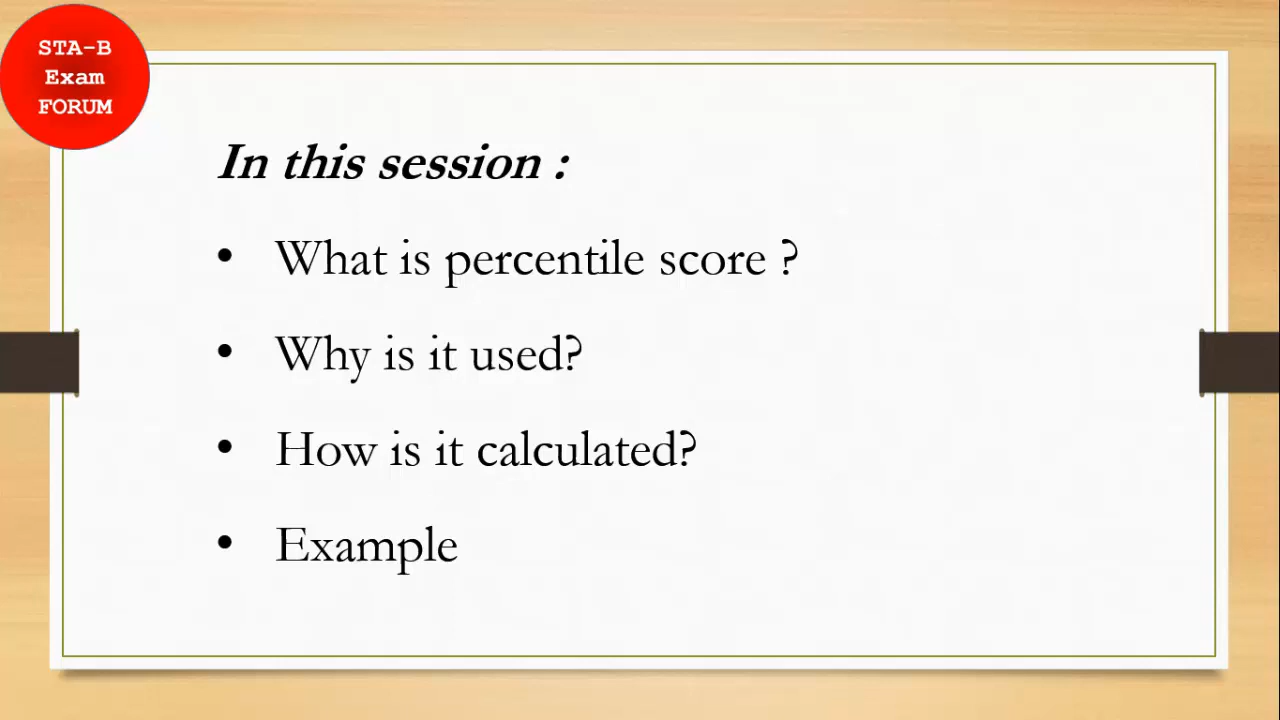 STA-B
Exam
FORUM
In this session :
• What is percentile score ?
• Why is it used?
• How is it calculated?
• Example